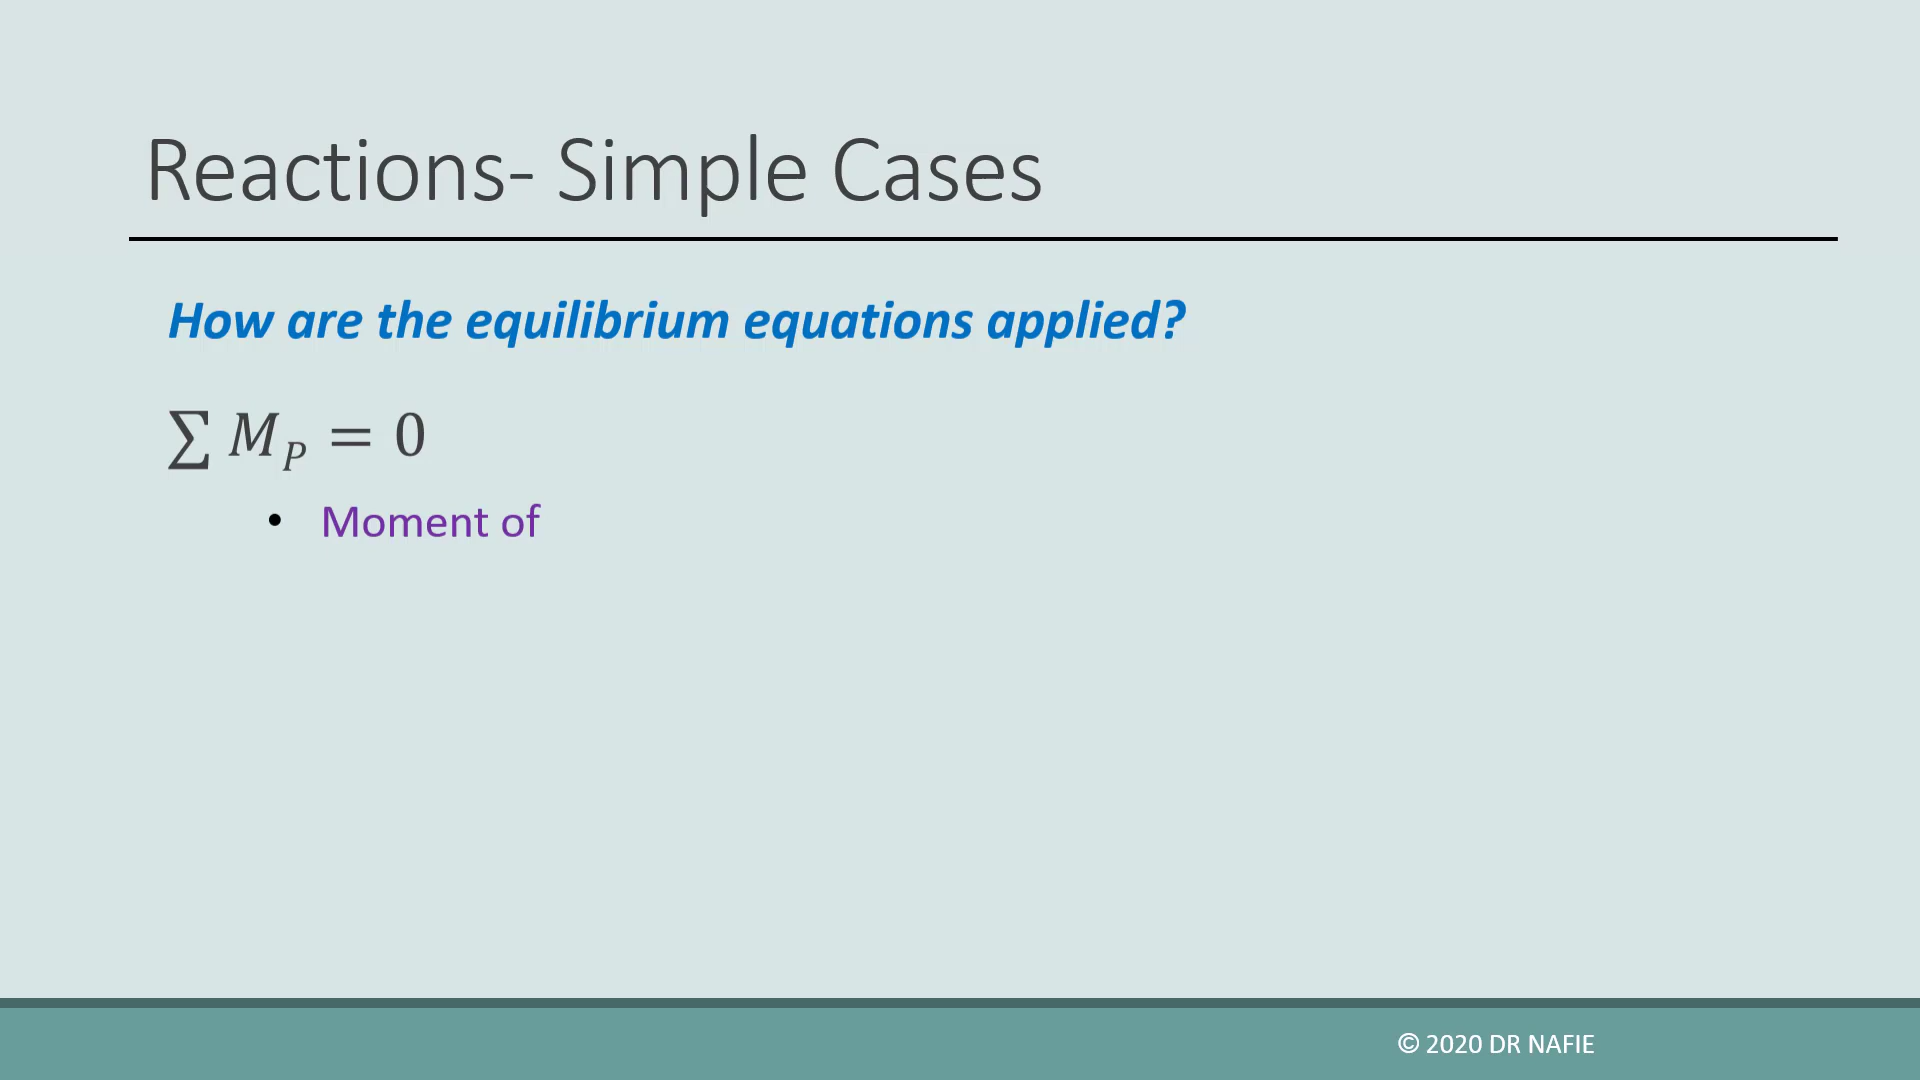 Reactions- Simple Cases
How are the equilibrium equations applied?
∑ M_P = 0
• Moment of
© 2020 DR NAFIE